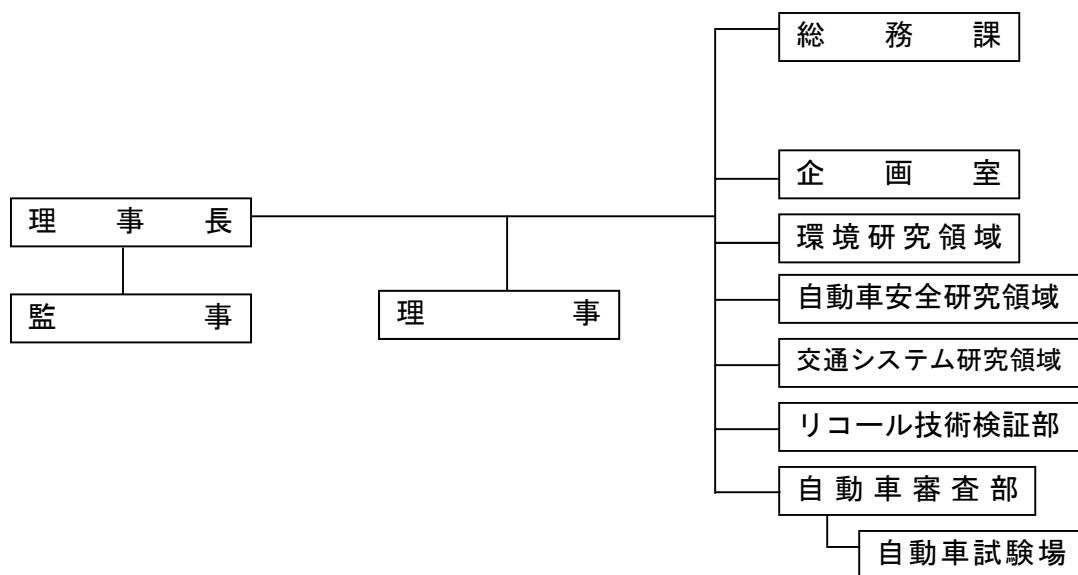 総務課
企画室
理事長
環境研究領域
自動車安全研究領域
監事
理事
交通システム研究領域
リコール技術検証部
自動車審査部
自動車試験場